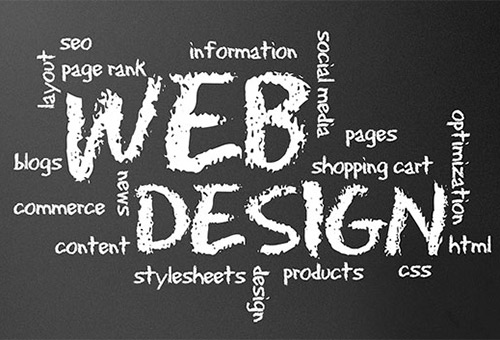 seo
information
social media
layout
page rank
WEB
pages
optimization
blogs
news
shopping cart
commerce
DESIGN
content
html
stylesheets
design
products
css